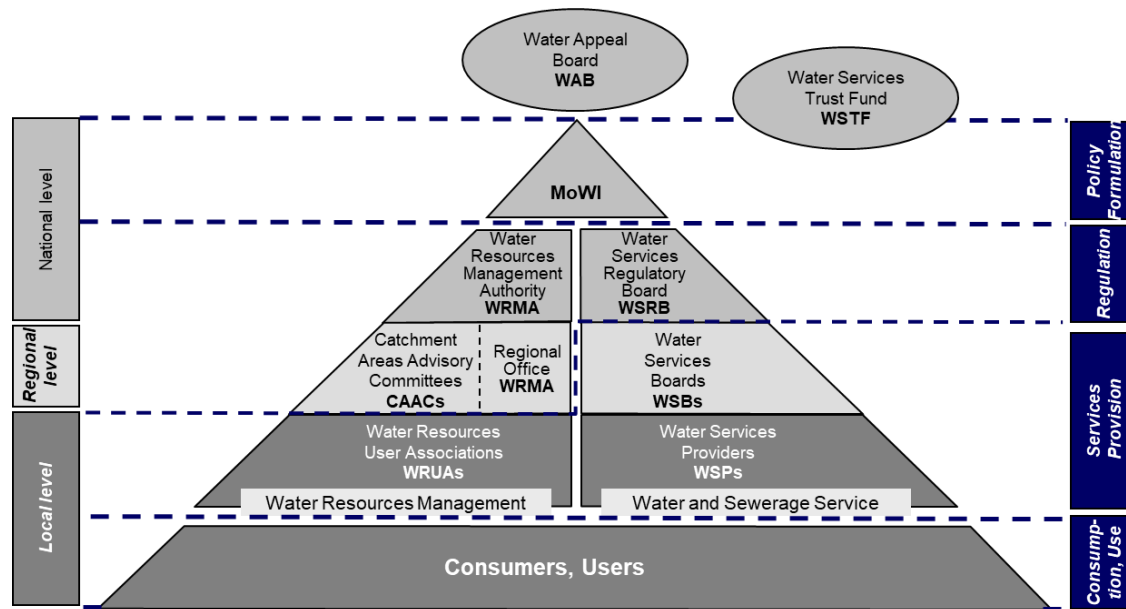 Water Appeal
Board
WAB
Water Services
Trust Fund
WSTF
National level
Policy
Formulation
MoWI
Water
Resources
Management
Authority
WRMA
Water
Services
Regulatory
Board
WSRB
Regulation
Regional
level
Catchment
Areas Advisory
Committees
CAACs
Regional
Office
WRMA
Water
Services
Boards
WSBs
Services
Provision
Local level
Water Resources
User Associations
WRUAs
Water Services
Providers
WSPs
Water Resources Management
Water and Sewerage Service
Consumers, Users
Consump-
tion, Use